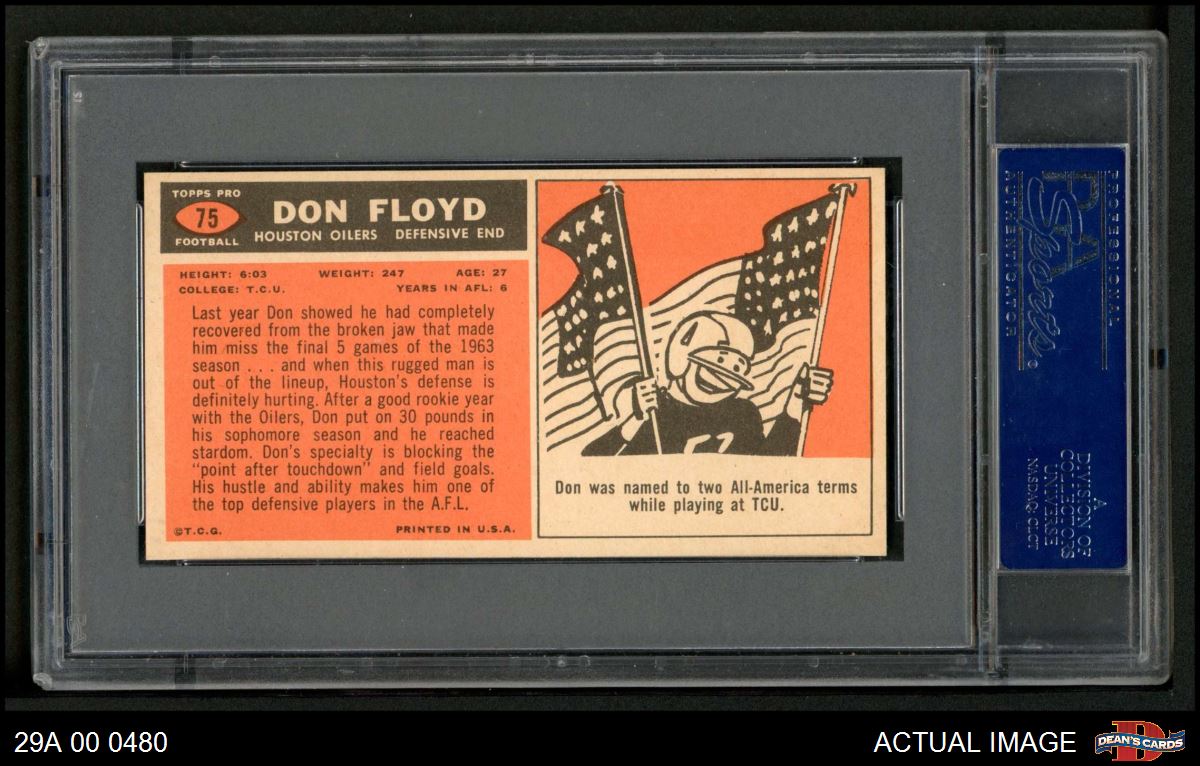 TOPPS PRO
75
FOOTBALL
DON FLOYD
HOUSTON OILERS DEFENSIVE END
HEIGHT: 6:03 WEIGHT: 247 AGE: 27
COLLEGE: T.C.U. YEARS IN AFL: 6
Last year Don showed he had completely
recovered from the broken jaw that made
him miss the final 5 games of the 1963
season . . . and when this rugged man is
out of the lineup, Houston's defense is
definitely hurting. After a good rookie year
with the Oilers, Don put on 30 pounds in
his sophomore season and he reached
stardom. Don's specialty is blocking the
"point after touchdown" and field goals.
His hustle and ability makes him one of
the top defensive players in the A.F.L.
©T.C.G. PRINTED IN U.S.A.
Don was named to two All-America terms
while playing at TCU.
PROFESSIONAL
PSA
Sports
AUTHENTICATOR
A
DIVISION OF
COLLECTORS
UNIVERSE
NASDAQ: CLCT
29A 00 0480
ACTUAL IMAGE
D
DEAN'S CARDS